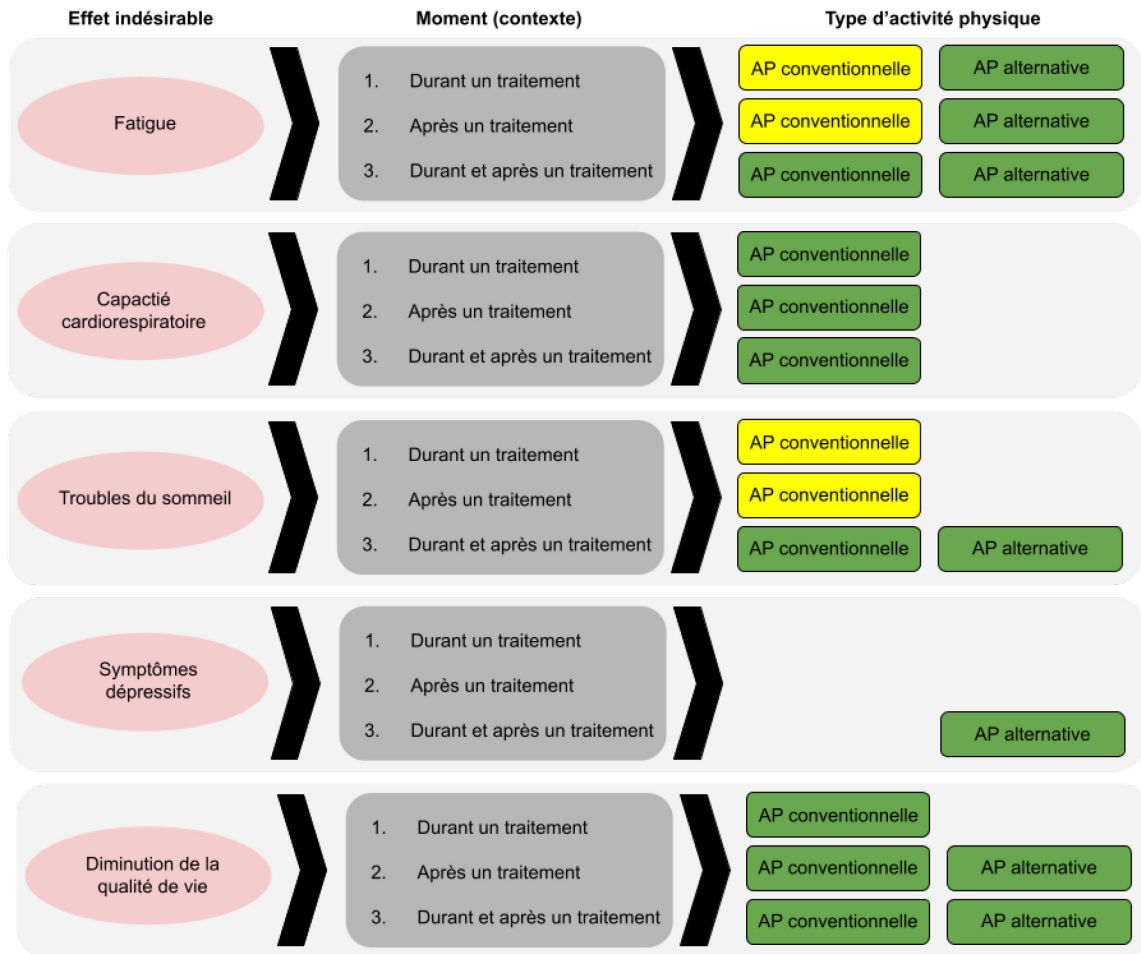 Effet indésirable
Moment (contexte)
Type d'activité physique
Fatigue
1. Durant un traitement
2. Après un traitement
3. Durant et après un traitement
AP conventionnelle
AP alternative
AP conventionnelle
AP alternative
AP conventionnelle
AP alternative
Capactié
cardiorespiratoire
1. Durant un traitement
2. Après un traitement
3. Durant et après un traitement
AP conventionnelle
AP conventionnelle
AP conventionnelle
Troubles du sommeil
1. Durant un traitement
2. Après un traitement
3. Durant et après un traitement
AP conventionnelle
AP conventionnelle
AP conventionnelle
AP alternative
Symptômes
dépressifs
1. Durant un traitement
2. Après un traitement
3. Durant et après un traitement
AP alternative
Diminution de la
qualité de vie
1. Durant un traitement
2. Après un traitement
3. Durant et après un traitement
AP conventionnelle
AP conventionnelle
AP alternative
AP conventionnelle
AP alternative